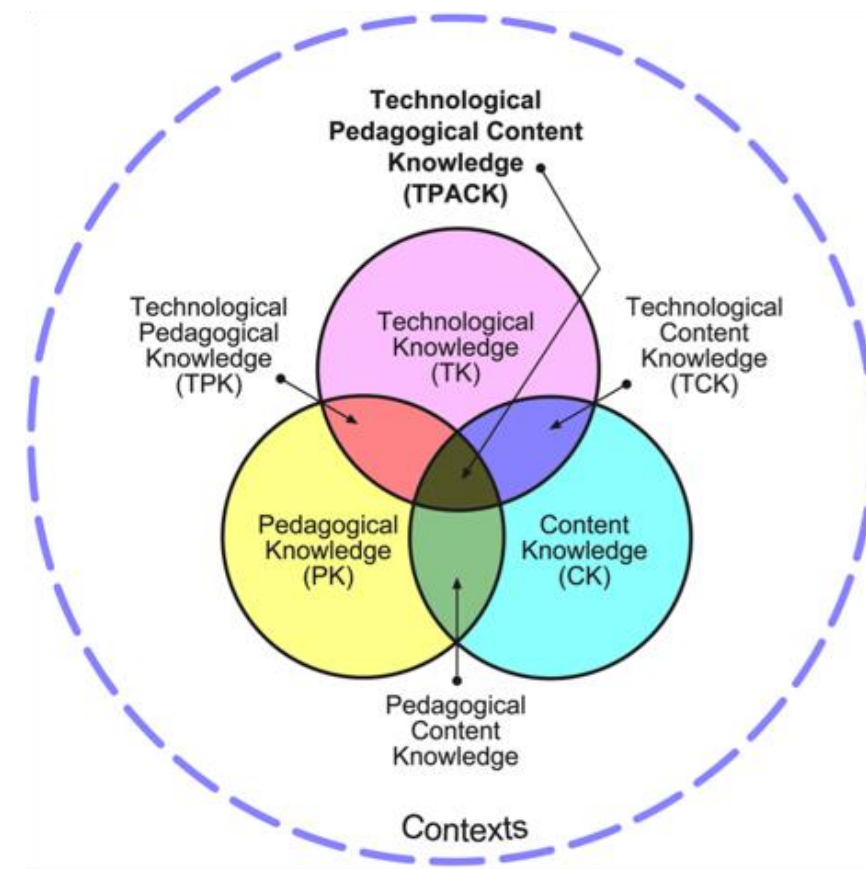 Technological
Pedagogical Content
Knowledge
(TPACK)
Technological
Pedagogical
Knowledge
(TPK)
Technological
Knowledge
(TK)
Technological
Content
Knowledge
(TCK)
Pedagogical
Knowledge
(PK)
Content
Knowledge
(CK)
Pedagogical
Content
Knowledge
Contexts